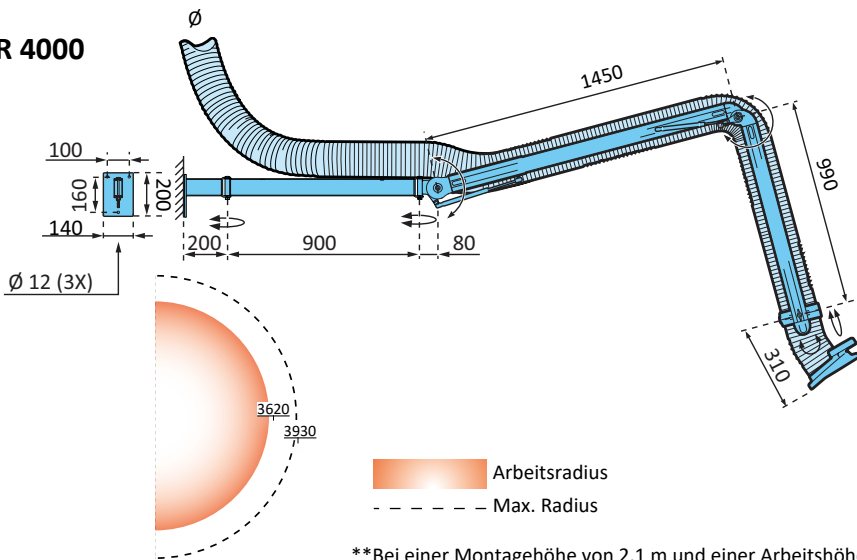 Ø
R 4000
1450
990
100
160
200
140
Ø 12 (3X)
200
900
80
310
3620
3930
Arbeitsradius
Max. Radius
**Bei einer Montagehöhe von 2,1 m und einer Arbeitshöhe